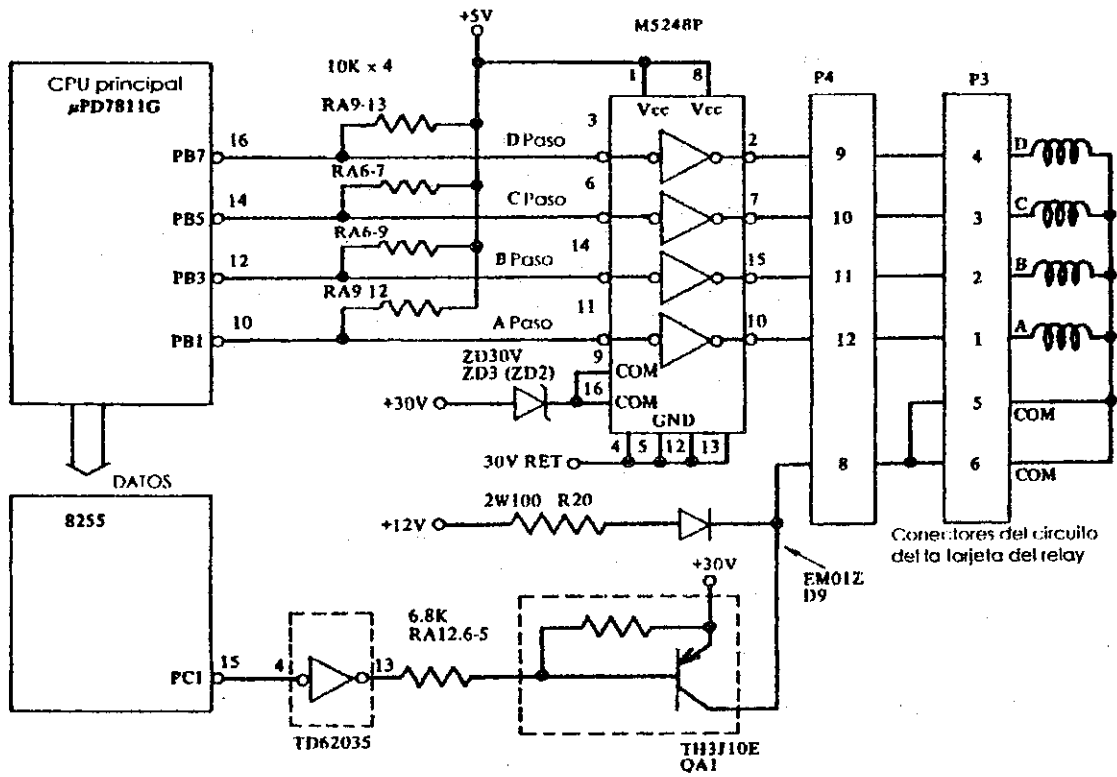 +5V
M5248P
CPU principal
µPD7811G
10K × 4
1
8
P4
P3
RA9-13
Vcc
Vcc
PB7
16
D Paso
3
2
9
4
D
RA6-7
PB5
14
C Paso
6
7
10
3
C
RA6-9
PB3
12
B Paso
14
15
11
2
B
RA9 12
PB1
10
A Paso
11
10
12
1
A
ZD30V
ZD3 (ZD2)
9
COM
+30V
16
COM
5
COM
GND
4
5
12
13
30V RET
8
6
COM
DATOS
8255
2W100 R20
+12V
Conectores del circuito
det ta tarjeta del relay
+30V
EM01Z
D9
6.8K
RA12.6-5
PC1
15
4
13
TD62035
TH3J10E
QA1